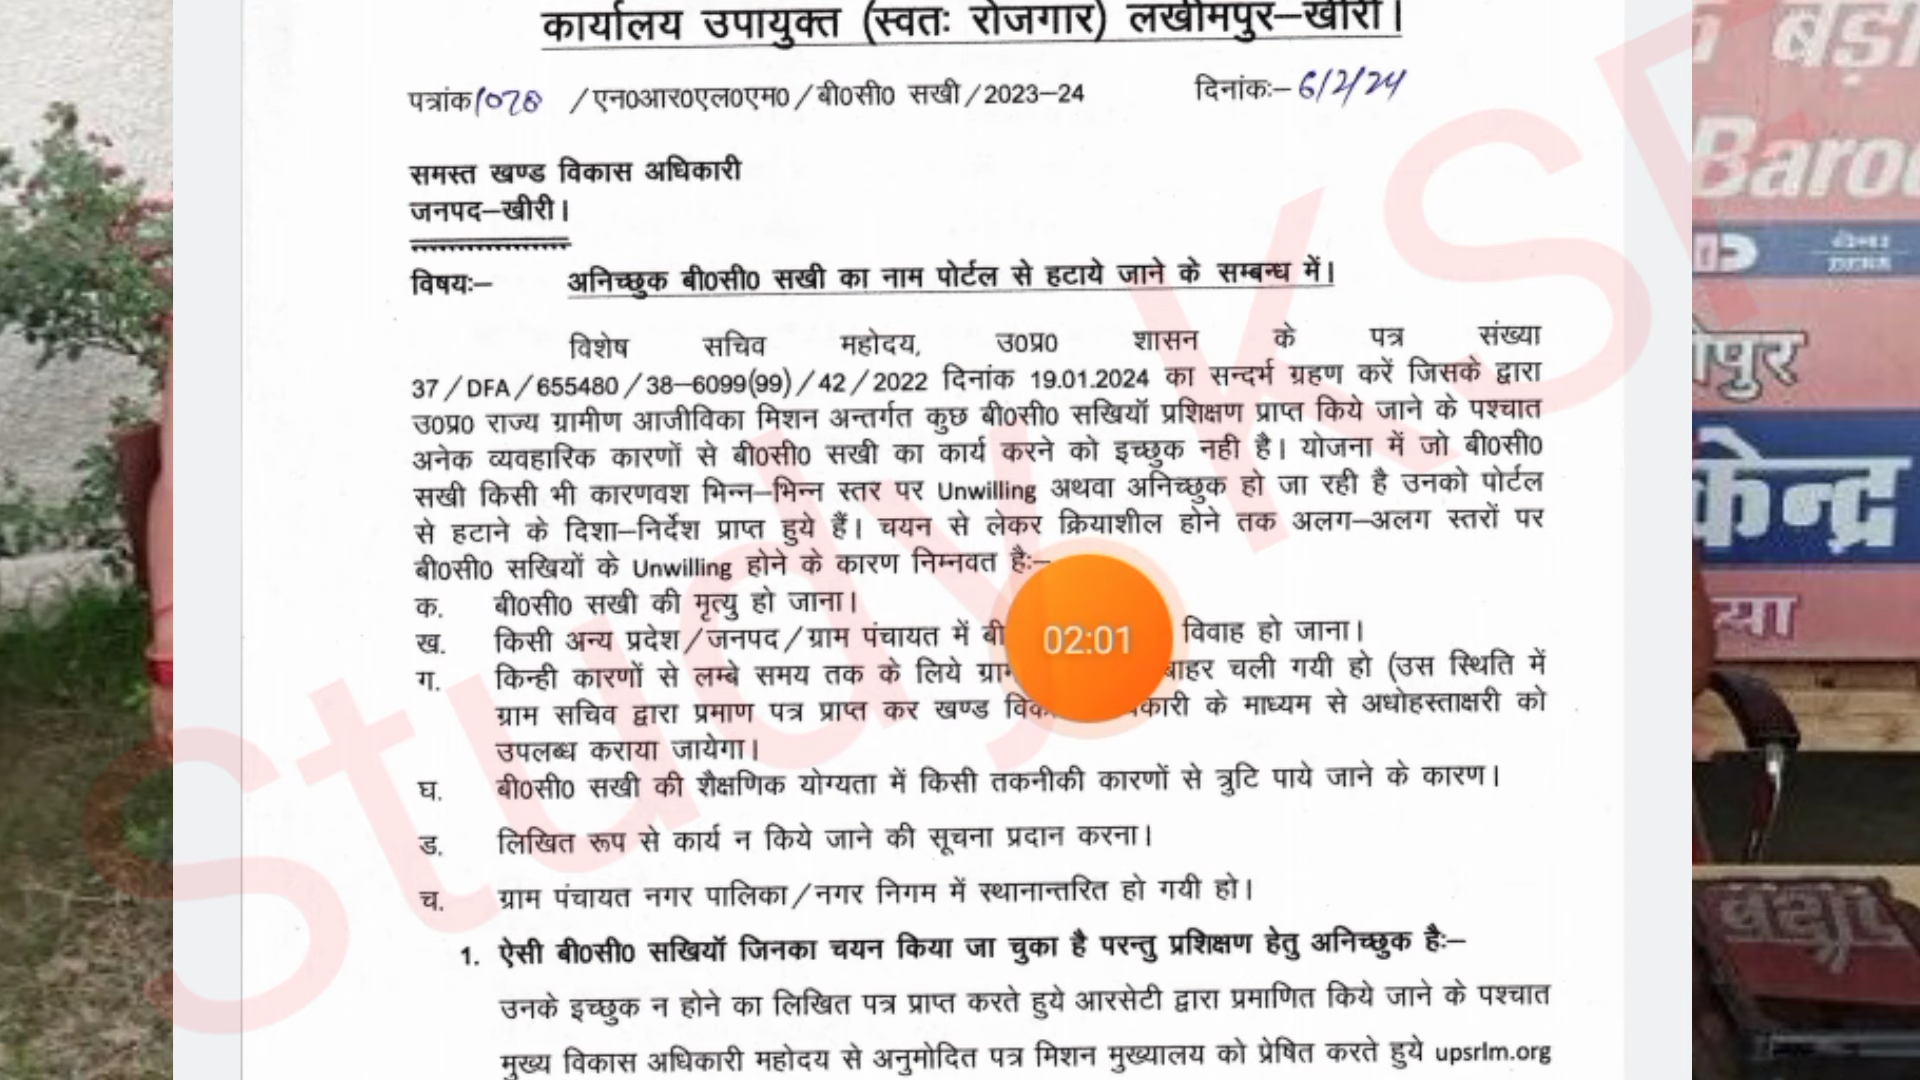 कार्यालय उपायुक्त (स्वतः रोजगार) लखीमपुर–खीरी।
पत्रांक 1078 /एन0आर0एल0एम0/बी0सी0 सखी/2023–24 दिनांकः– 6/2/24
समस्त खण्ड विकास अधिकारी
जनपद–खीरी।
विषयः– अनिच्छुक बी0सी0 सखी का नाम पोर्टल से हटाये जाने के सम्बन्ध में।
विशेष सचिव महोदय, उ0प्र0 शासन के पत्र संख्या
37/DFA/655480/38–6099(99)/42/2022 दिनांक 19.01.2024 का सन्दर्भ ग्रहण करें जिसके द्वारा
उ0प्र0 राज्य ग्रामीण आजीविका मिशन अन्तर्गत कुछ बी0सी0 सखियॉ प्रशिक्षण प्राप्त किये जाने के पश्चात
अनेक व्यवहारिक कारणों से बी0सी0 सखी का कार्य करने को इच्छुक नही है। योजना में जो बी0सी0
सखी किसी भी कारणवश भिन्न–भिन्न स्तर पर Unwilling अथवा अनिच्छुक हो जा रही है उनको पोर्टल
से हटाने के दिशा–निर्देश प्राप्त हुये हैं। चयन से लेकर क्रियाशील होने तक अलग–अलग स्तरों पर
बी0सी0 सखियों के Unwilling होने के कारण निम्नवत हैः–
क. बी0सी0 सखी की मृत्यु हो जाना।
ख. किसी अन्य प्रदेश/जनपद/ग्राम पंचायत में बी विवाह हो जाना।
02:01
ग. किन्ही कारणों से लम्बे समय तक के लिये बाहर चली गयी हो (उस स्थिति में
ग्राम सचिव द्वारा प्रमाण पत्र प्राप्त कर खण्ड के माध्यम से अधोहस्ताक्षरी को
उपलब्ध कराया जायेगा।
घ. बी0सी0 सखी की शैक्षणिक योग्यता में किसी तकनीकी कारणों से त्रुटि पाये जाने के कारण।
ड. लिखित रूप से कार्य न किये जाने की सूचना प्रदान करना।
च. ग्राम पंचायत नगर पालिका/नगर निगम में स्थानान्तरित हो गयी हो।
1. ऐसी बी0सी0 सखियॉ जिनका चयन किया जा चुका है परन्तु प्रशिक्षण हेतु अनिच्छुक हैः–
उनके इच्छुक न होने का लिखित पत्र प्राप्त करते हुये आरसेटी द्वारा प्रमाणित किये जाने के पश्चात
मुख्य विकास अधिकारी महोदय से अनुमोदित पत्र मिशन मुख्यालय को प्रेषित करते हुये upsrlm.org
Study KS
केन्द्र